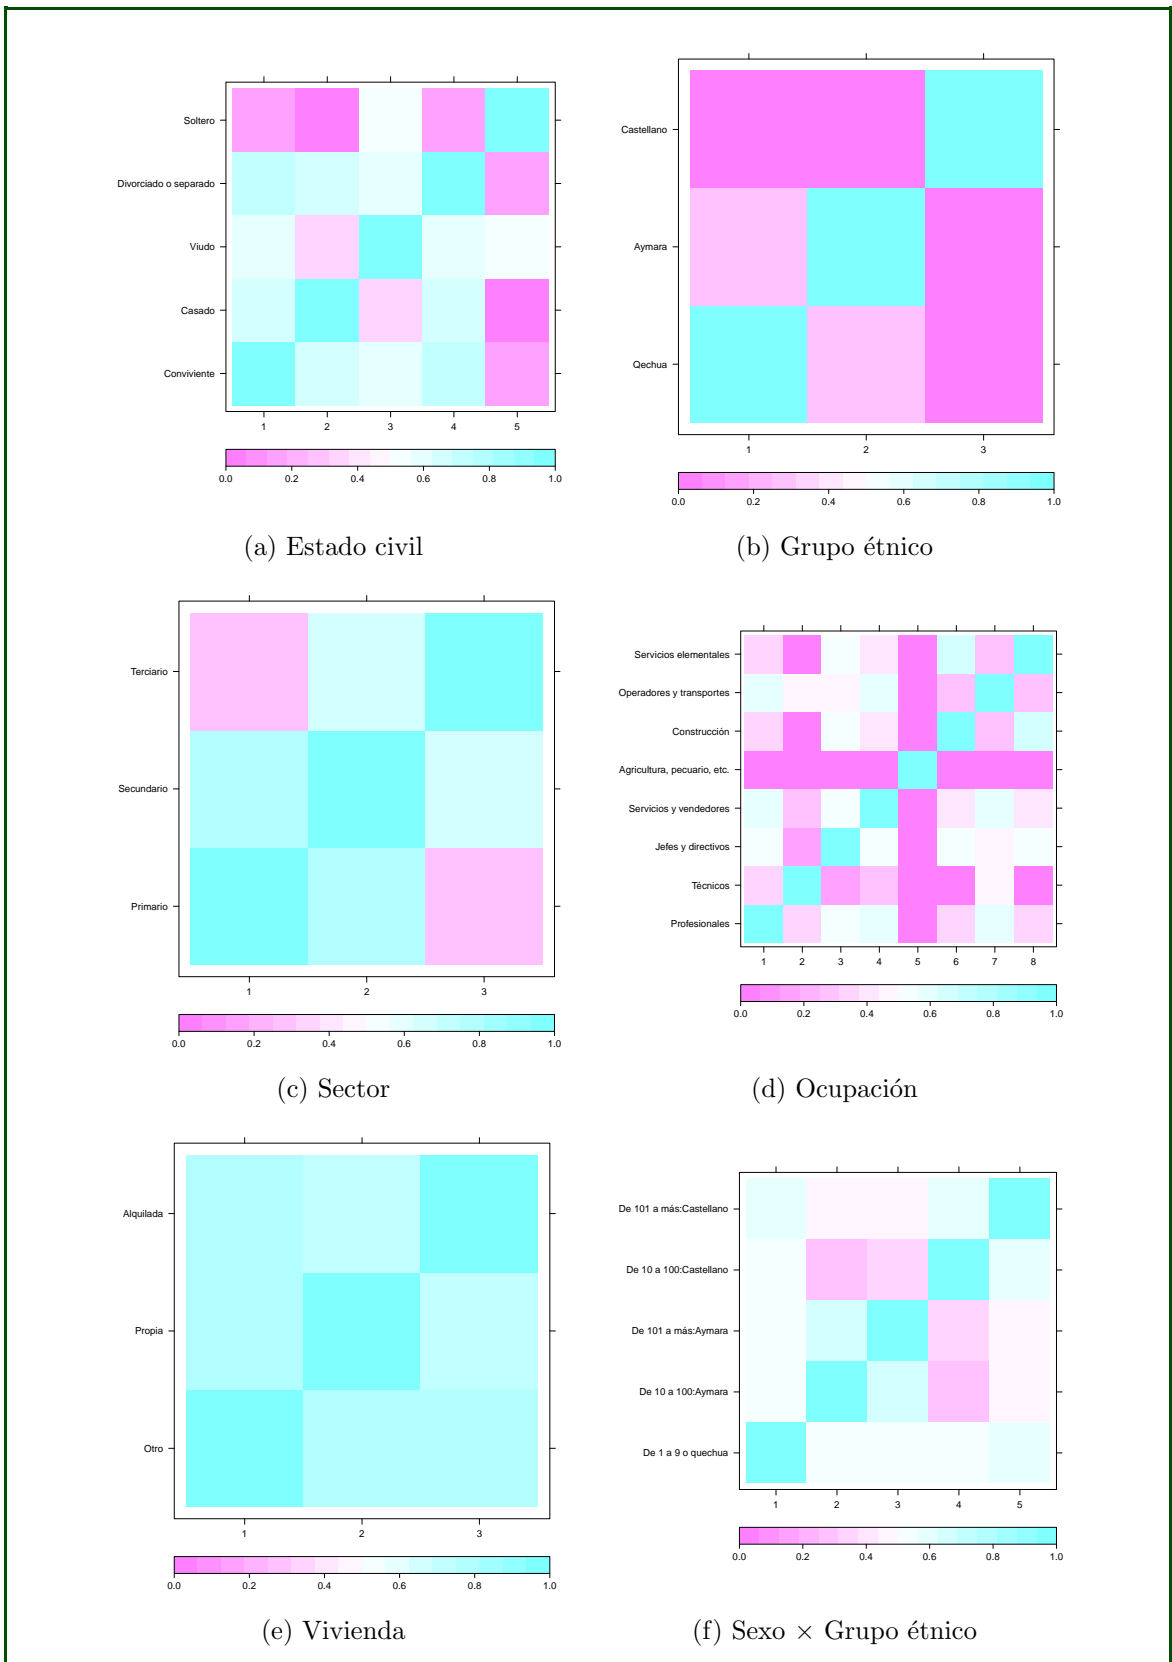 Soltero
Divorciado o separado
Viudo
Casado
Conviviente
1 2 3 4 5
0.0 0.2 0.4 0.6 0.8 1.0
(a) Estado civil
Castellano
Aymara
Qechua
1 2 3
0.0 0.2 0.4 0.6 0.8 1.0
(b) Grupo étnico
Terciario
Secundario
Primario
1 2 3
0.0 0.2 0.4 0.6 0.8 1.0
(c) Sector
Servicios elementales
Operadores y transportes
Construcción
Agricultura, pecuario, etc.
Servicios y vendedores
Jefes y directivos
Técnicos
Profesionales
1 2 3 4 5 6 7 8
0.0 0.2 0.4 0.6 0.8 1.0
(d) Ocupación
Alquilada
Propia
Otro
1 2 3
0.0 0.2 0.4 0.6 0.8 1.0
(e) Vivienda
De 101 a más:Castellano
De 10 a 100:Castellano
De 101 a más:Aymara
De 10 a 100:Aymara
De 1 a 9 o quechua
1 2 3 4 5
0.0 0.2 0.4 0.6 0.8 1.0
(f) Sexo × Grupo étnico